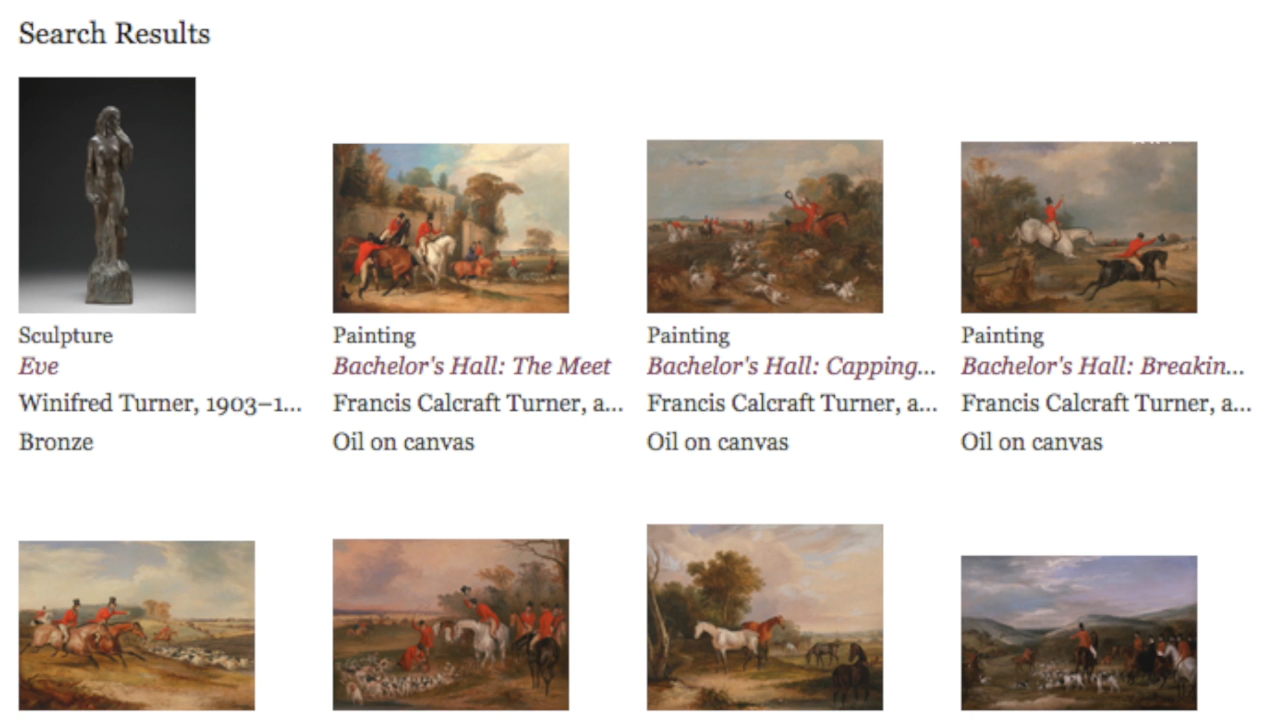 Search Results
Sculpture
Eve
Winifred Turner, 1903–1...
Bronze
Painting
Bachelor's Hall: The Meet
Francis Calcraft Turner, a...
Oil on canvas
Painting
Bachelor's Hall: Capping...
Francis Calcraft Turner, a...
Oil on canvas
Painting
Bachelor's Hall: Breakin...
Francis Calcraft Turner, a...
Oil on canvas